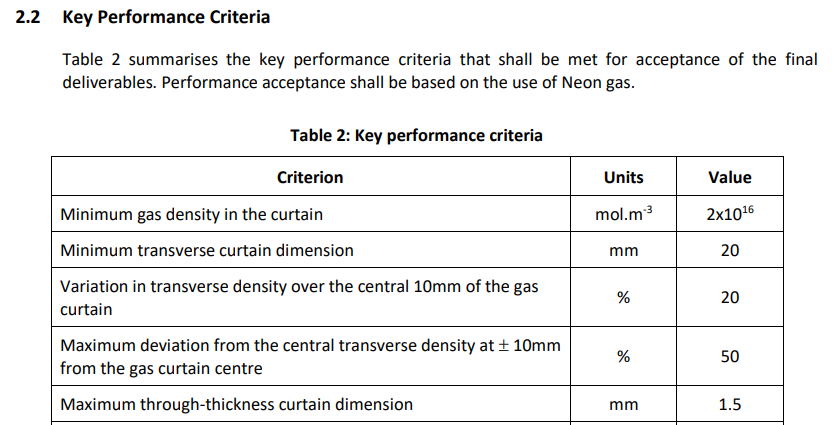 2.2 Key Performance Criteria
Table 2 summarises the key performance criteria that shall be met for acceptance of the final
deliverables. Performance acceptance shall be based on the use of Neon gas.
Table 2: Key performance criteria
Criterion Units Value
Minimum gas density in the curtain mol.m⁻³ 2x10¹⁶
Minimum transverse curtain dimension mm 20
Variation in transverse density over the central 10mm of the gas
curtain % 20
Maximum deviation from the central transverse density at ± 10mm
from the gas curtain centre % 50
Maximum through-thickness curtain dimension mm 1.5